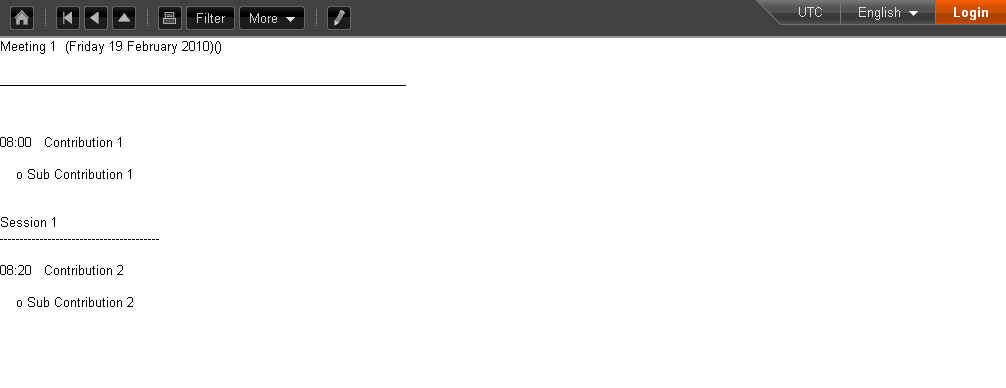 Filter More UTC English Login
Meeting 1 (Friday 19 February 2010)()
08:00 Contribution 1
o Sub Contribution 1
Session 1
----------------------------------------
08:20 Contribution 2
o Sub Contribution 2